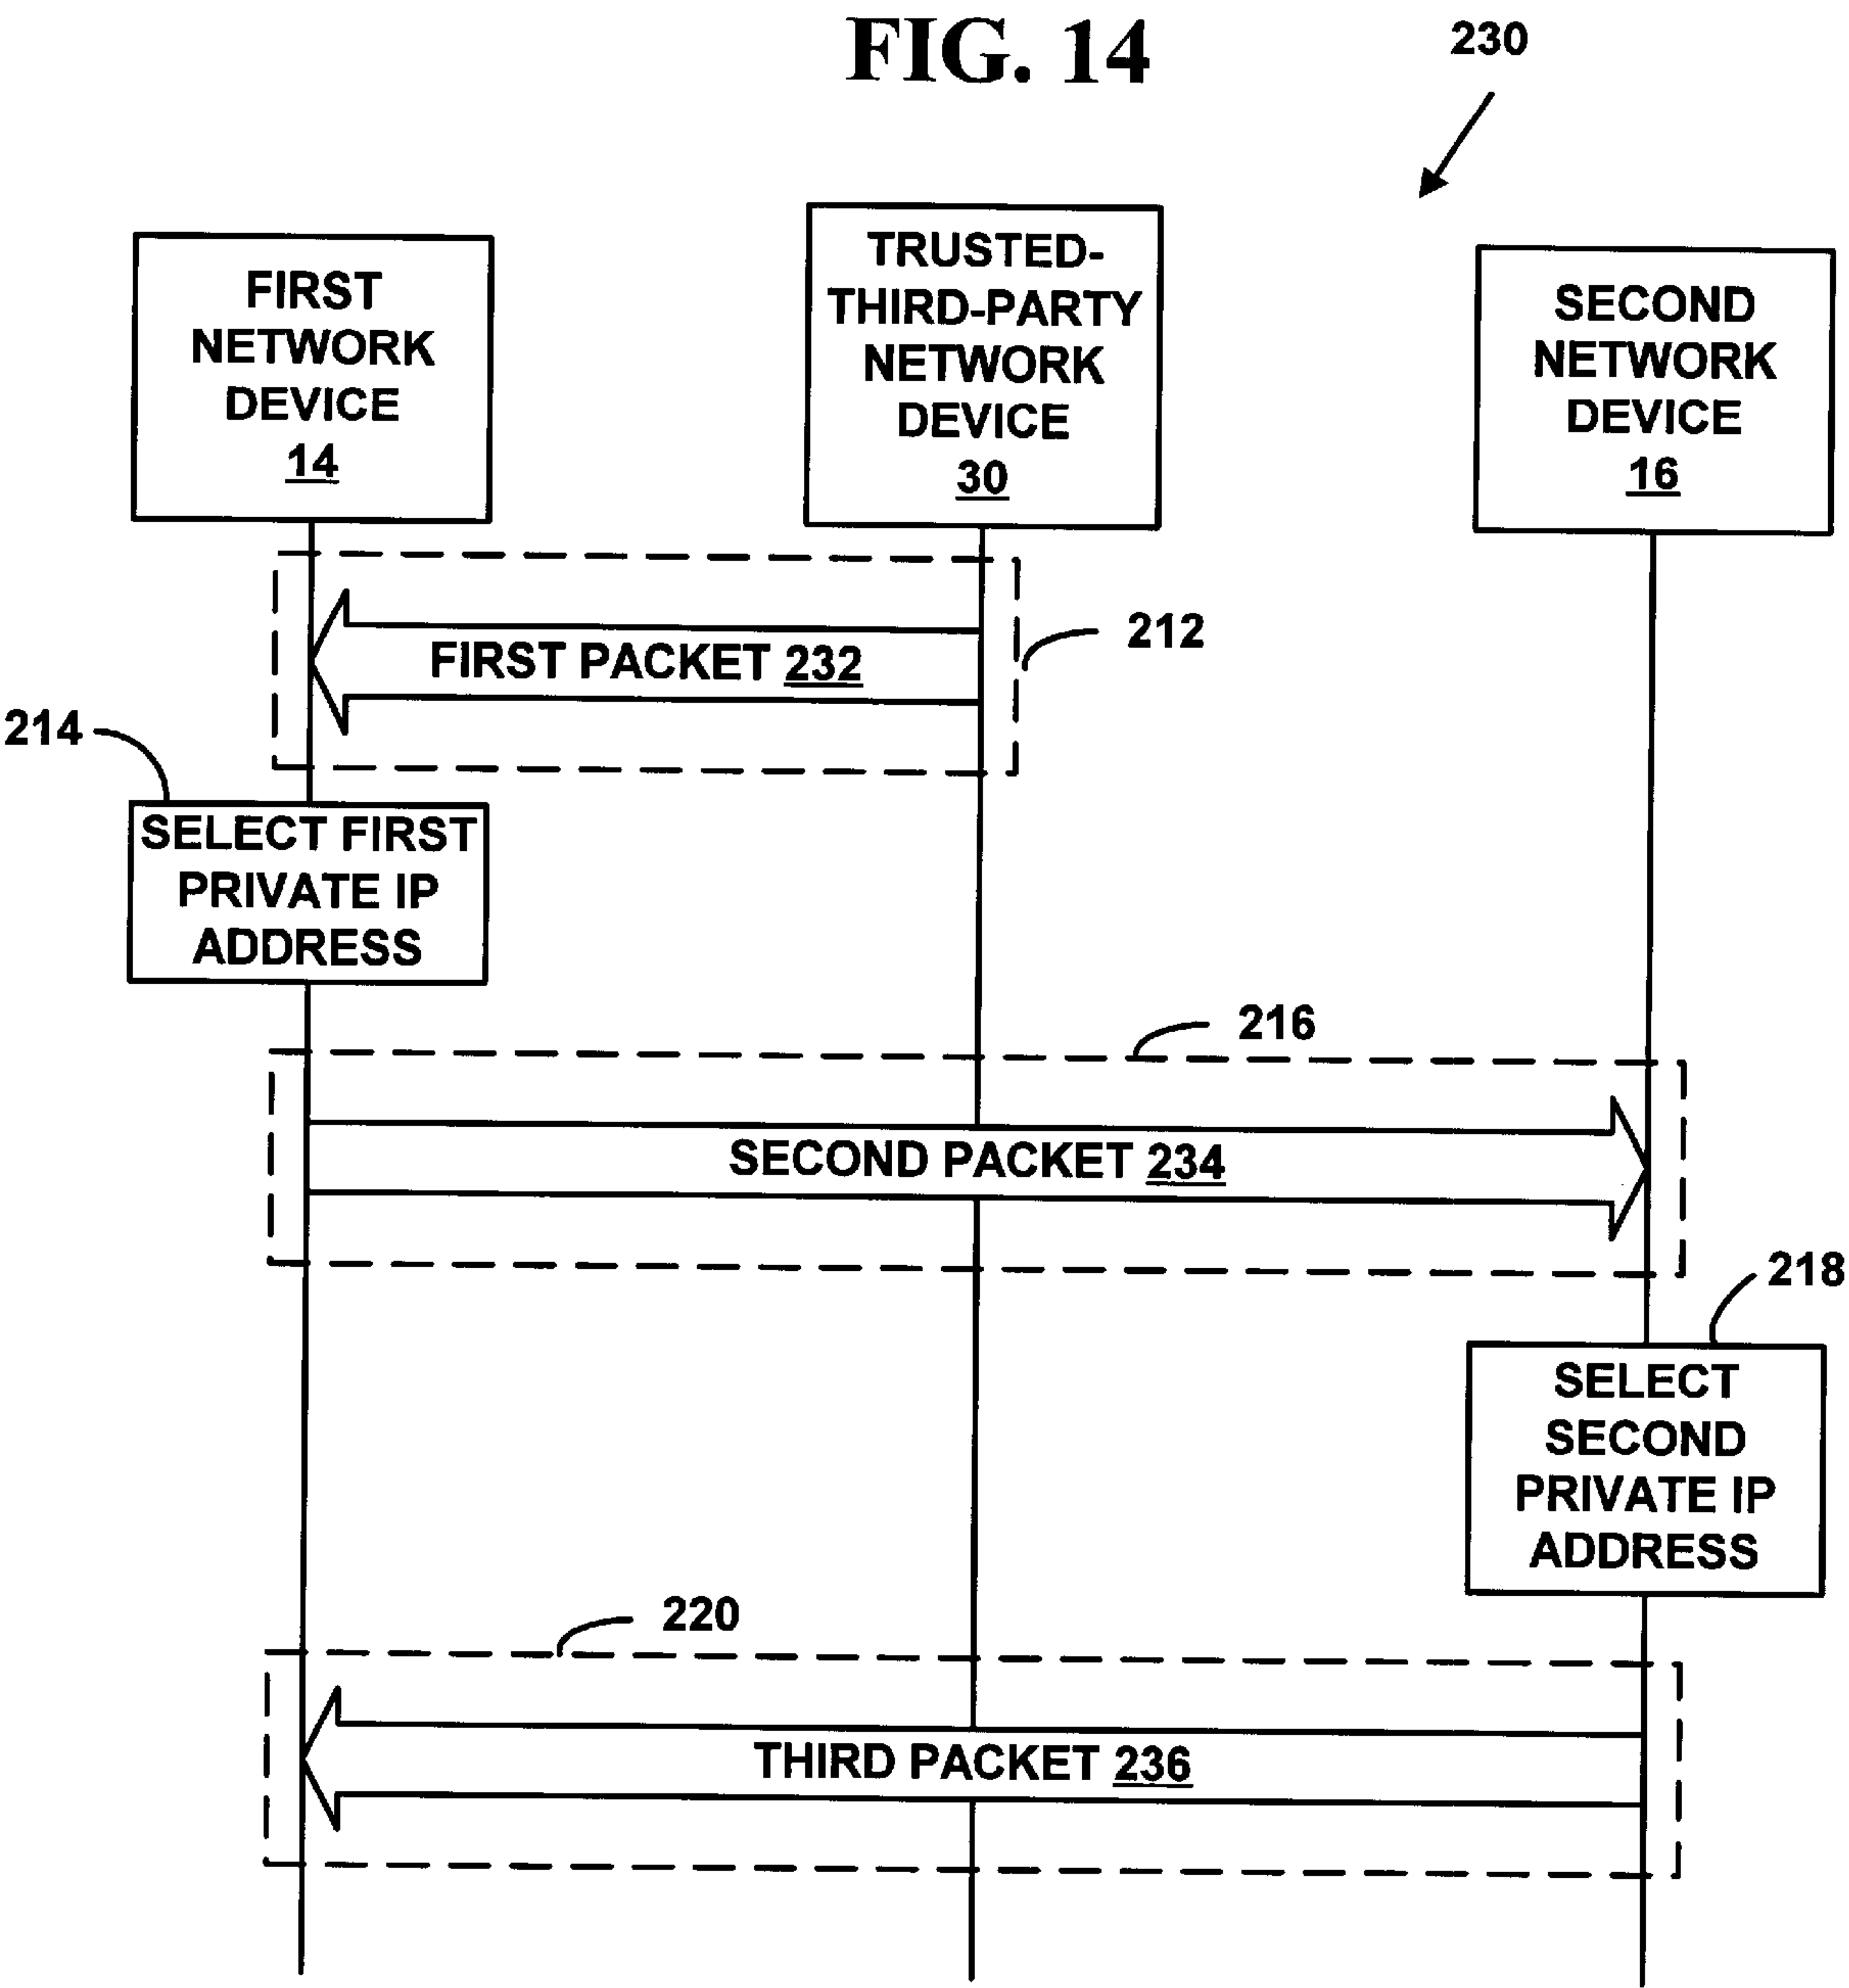 FIG. 14
230
FIRST
NETWORK
DEVICE
14
TRUSTED-
THIRD-PARTY
NETWORK
DEVICE
30
SECOND
NETWORK
DEVICE
16
FIRST PACKET 232
212
214
SELECT FIRST
PRIVATE IP
ADDRESS
216
SECOND PACKET 234
218
SELECT
SECOND
PRIVATE IP
ADDRESS
220
THIRD PACKET 236